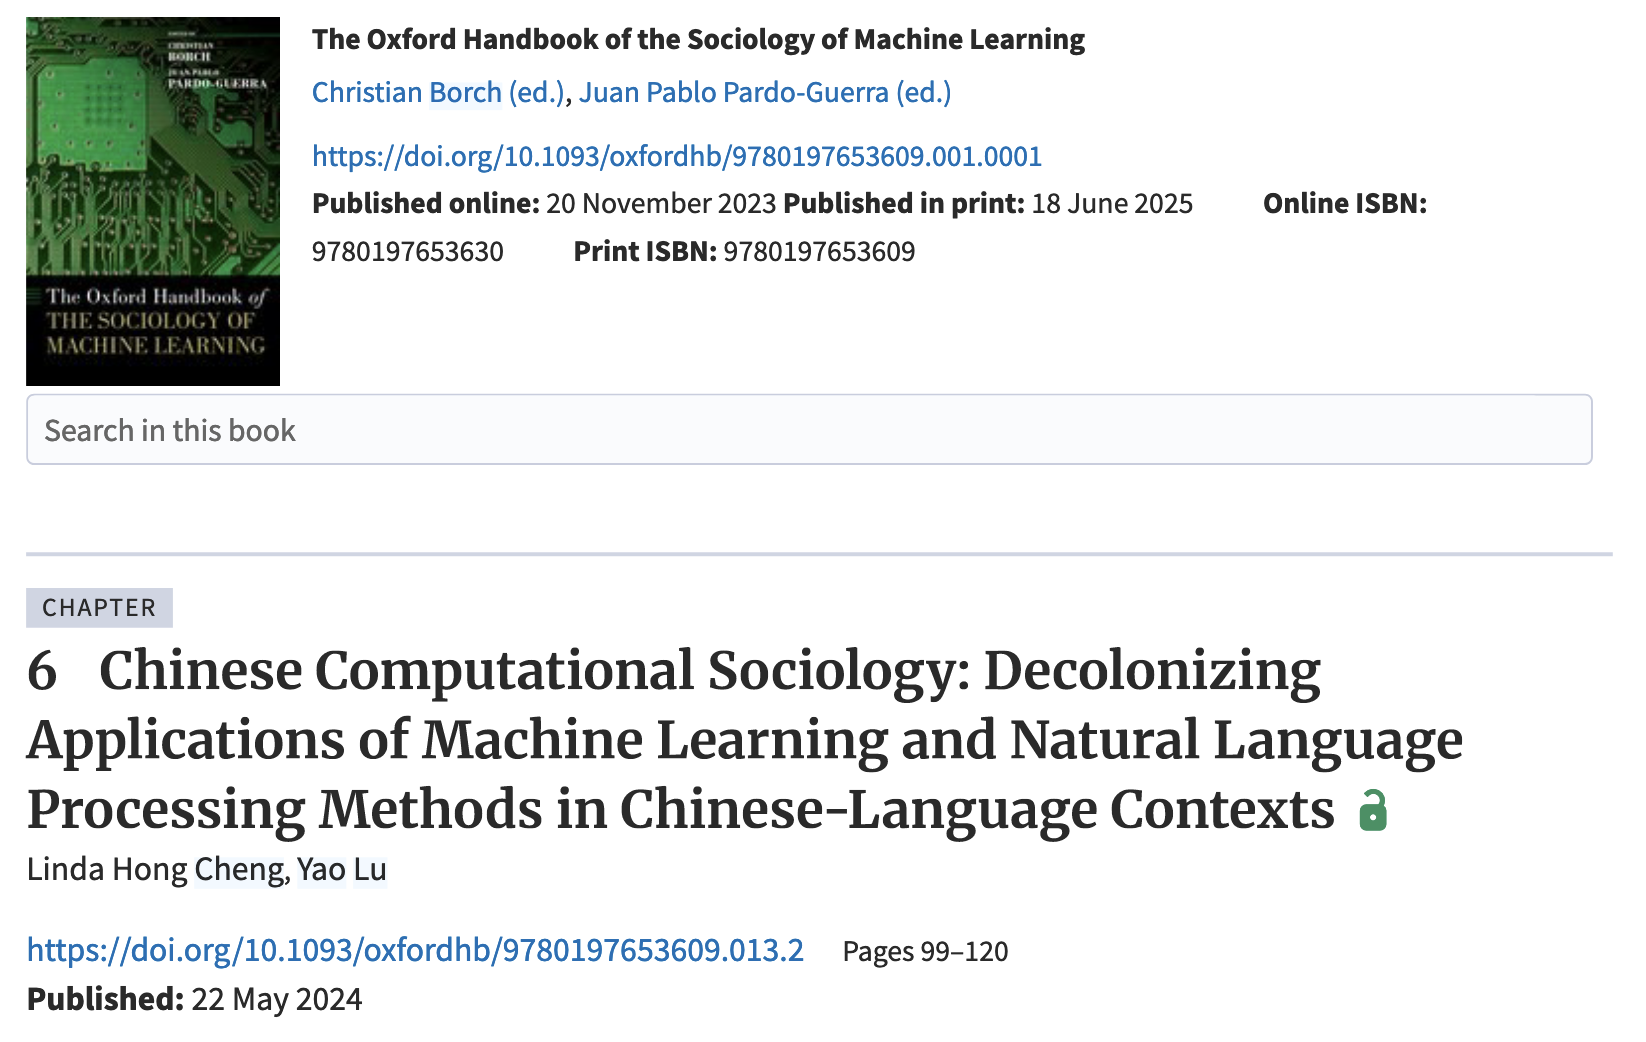 EDITED BY
CHRISTIAN
BORCH
JUAN PABLO
PARDO-GUERRA
The Oxford Handbook of
THE SOCIOLOGY OF
MACHINE LEARNING
The Oxford Handbook of the Sociology of Machine Learning
Christian Borch (ed.), Juan Pablo Pardo-Guerra (ed.)
https://doi.org/10.1093/oxfordhb/9780197653609.001.0001
Published online: 20 November 2023 Published in print: 18 June 2025 Online ISBN:
9780197653630 Print ISBN: 9780197653609
Search in this book
CHAPTER
6 Chinese Computational Sociology: Decolonizing
Applications of Machine Learning and Natural Language
Processing Methods in Chinese-Language Contexts
Linda Hong Cheng, Yao Lu
https://doi.org/10.1093/oxfordhb/9780197653609.013.2 Pages 99–120
Published: 22 May 2024